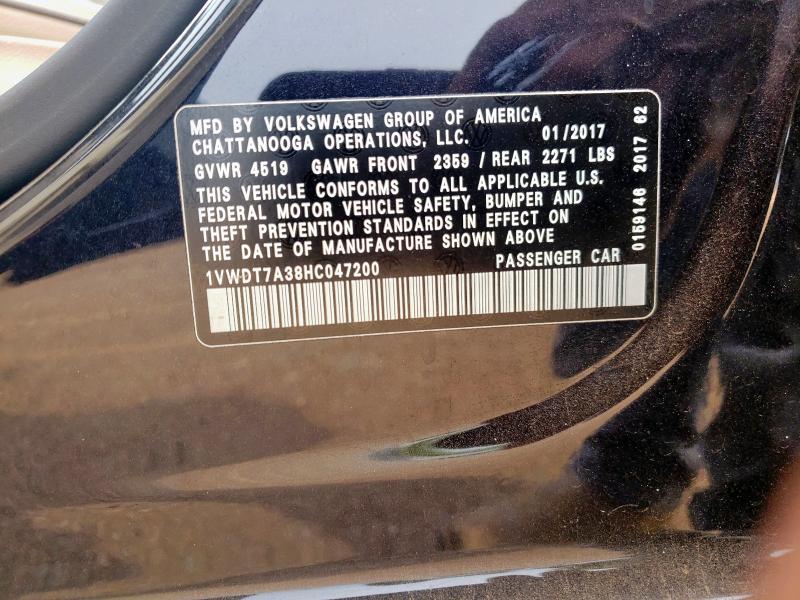 MFD BY VOLKSWAGEN GROUP OF AMERICA
CHATTANOOGA OPERATIONS, LLC. 01/2017
GVWR 4519 GAWR FRONT 2359 / REAR 2271 LBS
THIS VEHICLE CONFORMS TO ALL APPLICABLE U.S.
FEDERAL MOTOR VEHICLE SAFETY, BUMPER AND
THEFT PREVENTION STANDARDS IN EFFECT ON
THE DATE OF MANUFACTURE SHOWN ABOVE
1VWDT7A38HC047200 PASSENGER CAR
0159146 2017 62